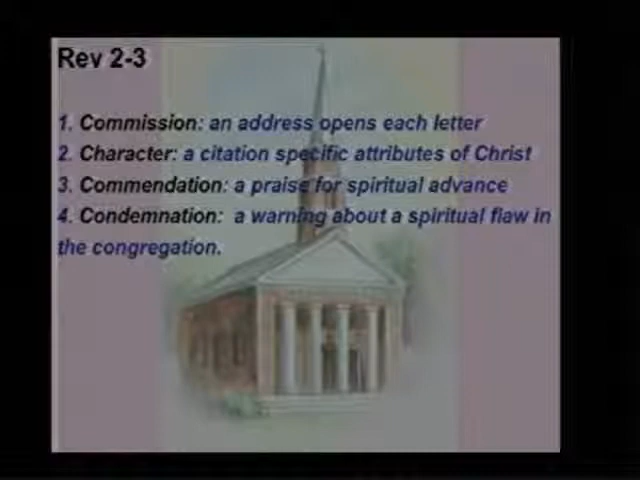 Rev 2-3
1. Commission: an address opens each letter
2. Character: a citation specific attributes of Christ
3. Commendation: a praise for spiritual advance
4. Condemnation: a warning about a spiritual flaw in
the congregation.